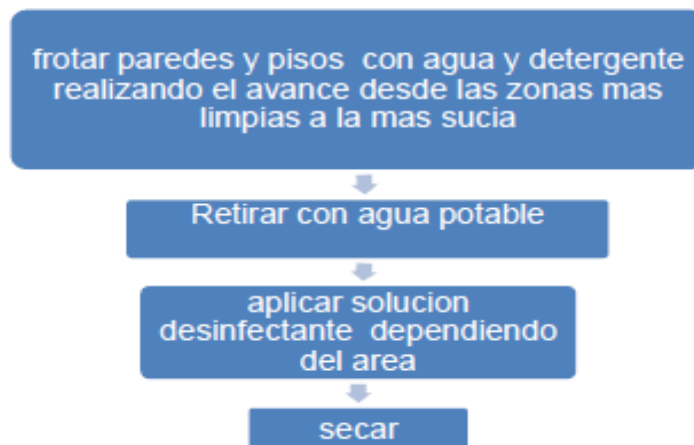 frotar paredes y pisos con agua y detergente
realizando el avance desde las zonas mas
limpias a la mas sucia
Retirar con agua potable
aplicar solucion
desinfectante dependiendo
del area
secar